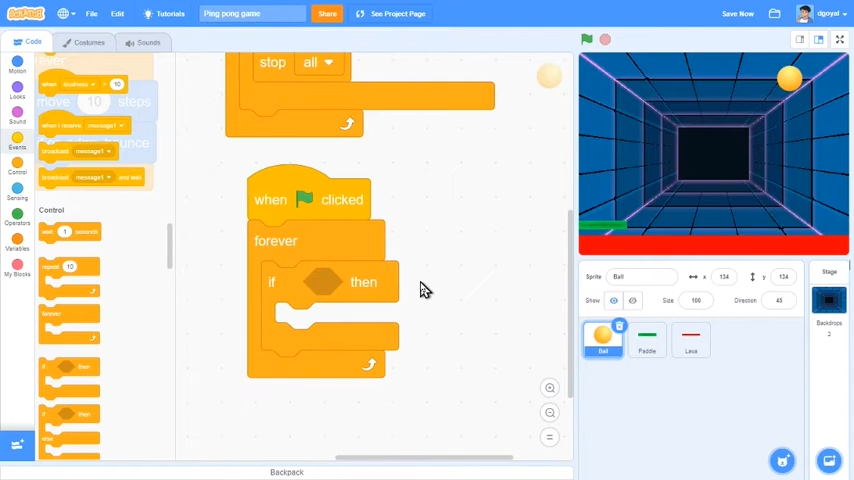 SCRATCH
File
Edit
Tutorials
Ping pong game
Share
See Project Page
Save Now
dgoyal
Code
Costumes
Sounds
Motion
Looks
Sound
Events
Control
Sensing
Operators
Variables
My Blocks
when loudness > 10
move 10 steps
when I receive message1
bounce
broadcast message1
broadcast message1 and wait
Control
wait 1 seconds
repeat 10
forever
if then
if then
else
stop all
when clicked
forever
if then
Sprite Ball x 134 y 134
Show Size 100 Direction 45
Ball
Paddle
Lava
Stage
Backdrops
2
Backpack